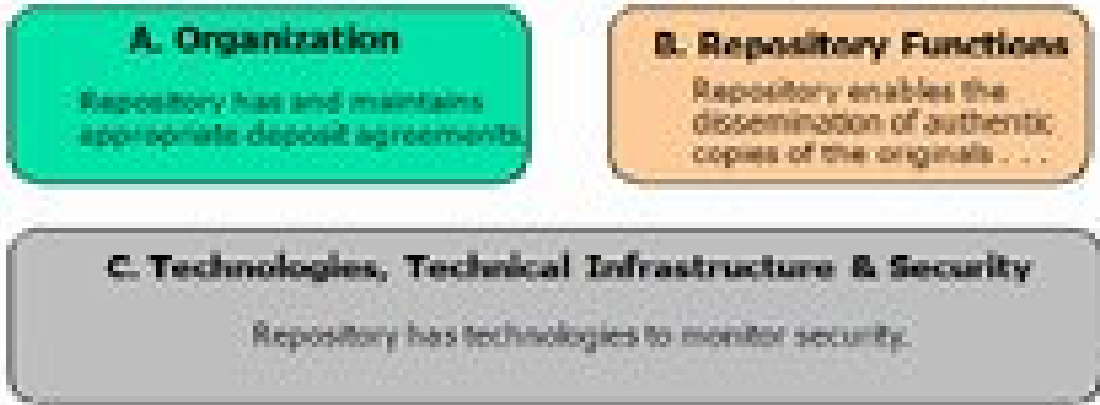 A. Organization
Repository has and maintains
appropriate deposit agreements.
B. Repository Functions
Repository enables the
dissemination of authentic
copies of the originals . . .
C. Technologies, Technical Infrastructure & Security
Repository has technologies to monitor security.